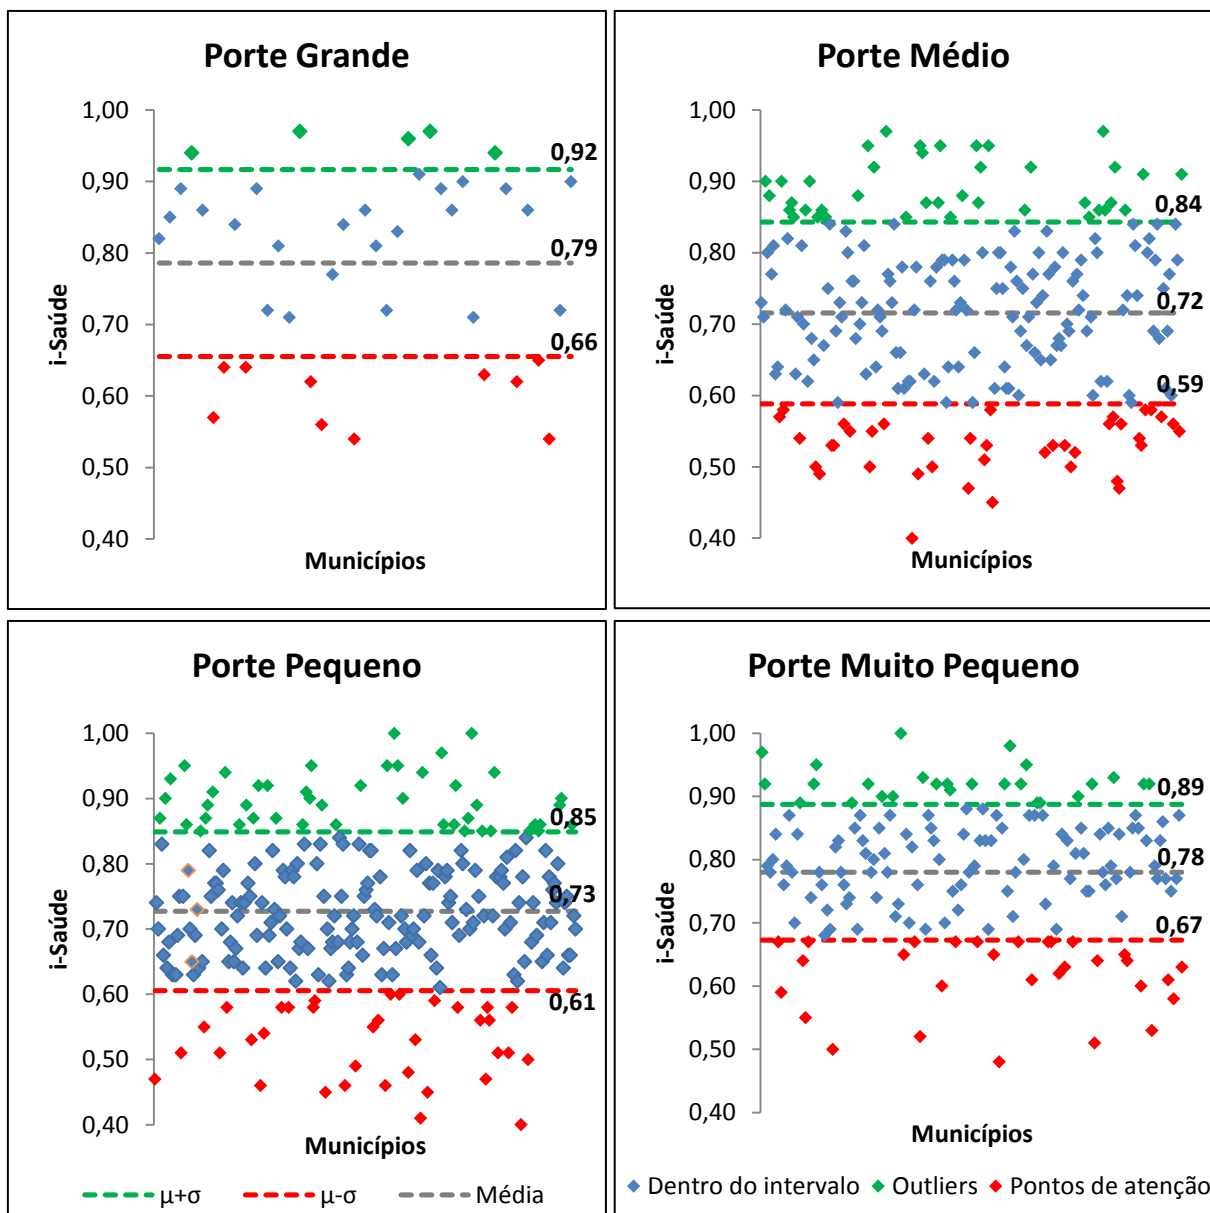 Porte Grande
1,00
0,90
0,80
0,70
0,60
0,50
0,40
i-Saúde
0,92
0,79
0,66
Municípios
Porte Médio
1,00
0,90
0,80
0,70
0,60
0,50
0,40
i-Saúde
0,84
0,72
0,59
Municípios
Porte Pequeno
1,00
0,90
0,80
0,70
0,60
0,50
0,40
i-Saúde
0,85
0,73
0,61
Municípios
μ+σ μ-σ Média
Porte Muito Pequeno
1,00
0,90
0,80
0,70
0,60
0,50
0,40
i-Saúde
0,89
0,78
0,67
Municípios
Dentro do intervalo Outliers Pontos de atenção